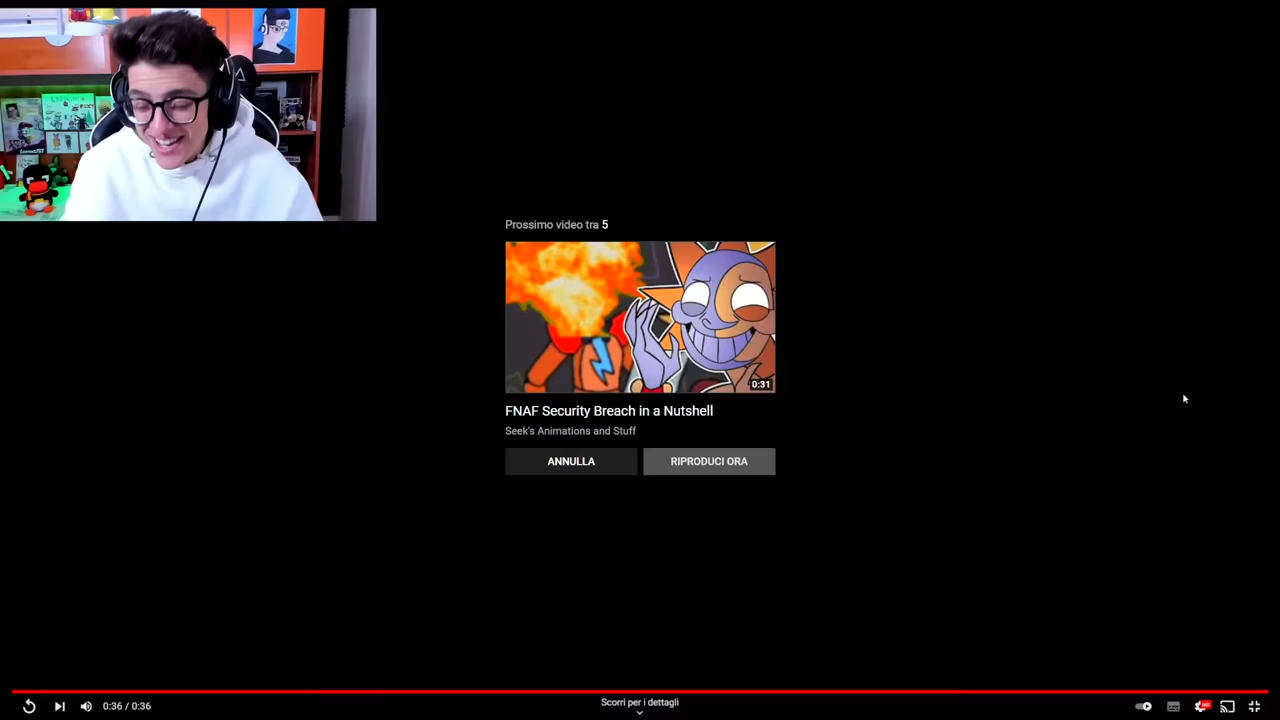 Prossimo video tra 5
0:31
FNAF Security Breach in a Nutshell
Seek's Animations and Stuff
ANNULLA
RIPRODUCI ORA
0:36 / 0:36
Scorri per i dettagli
HD